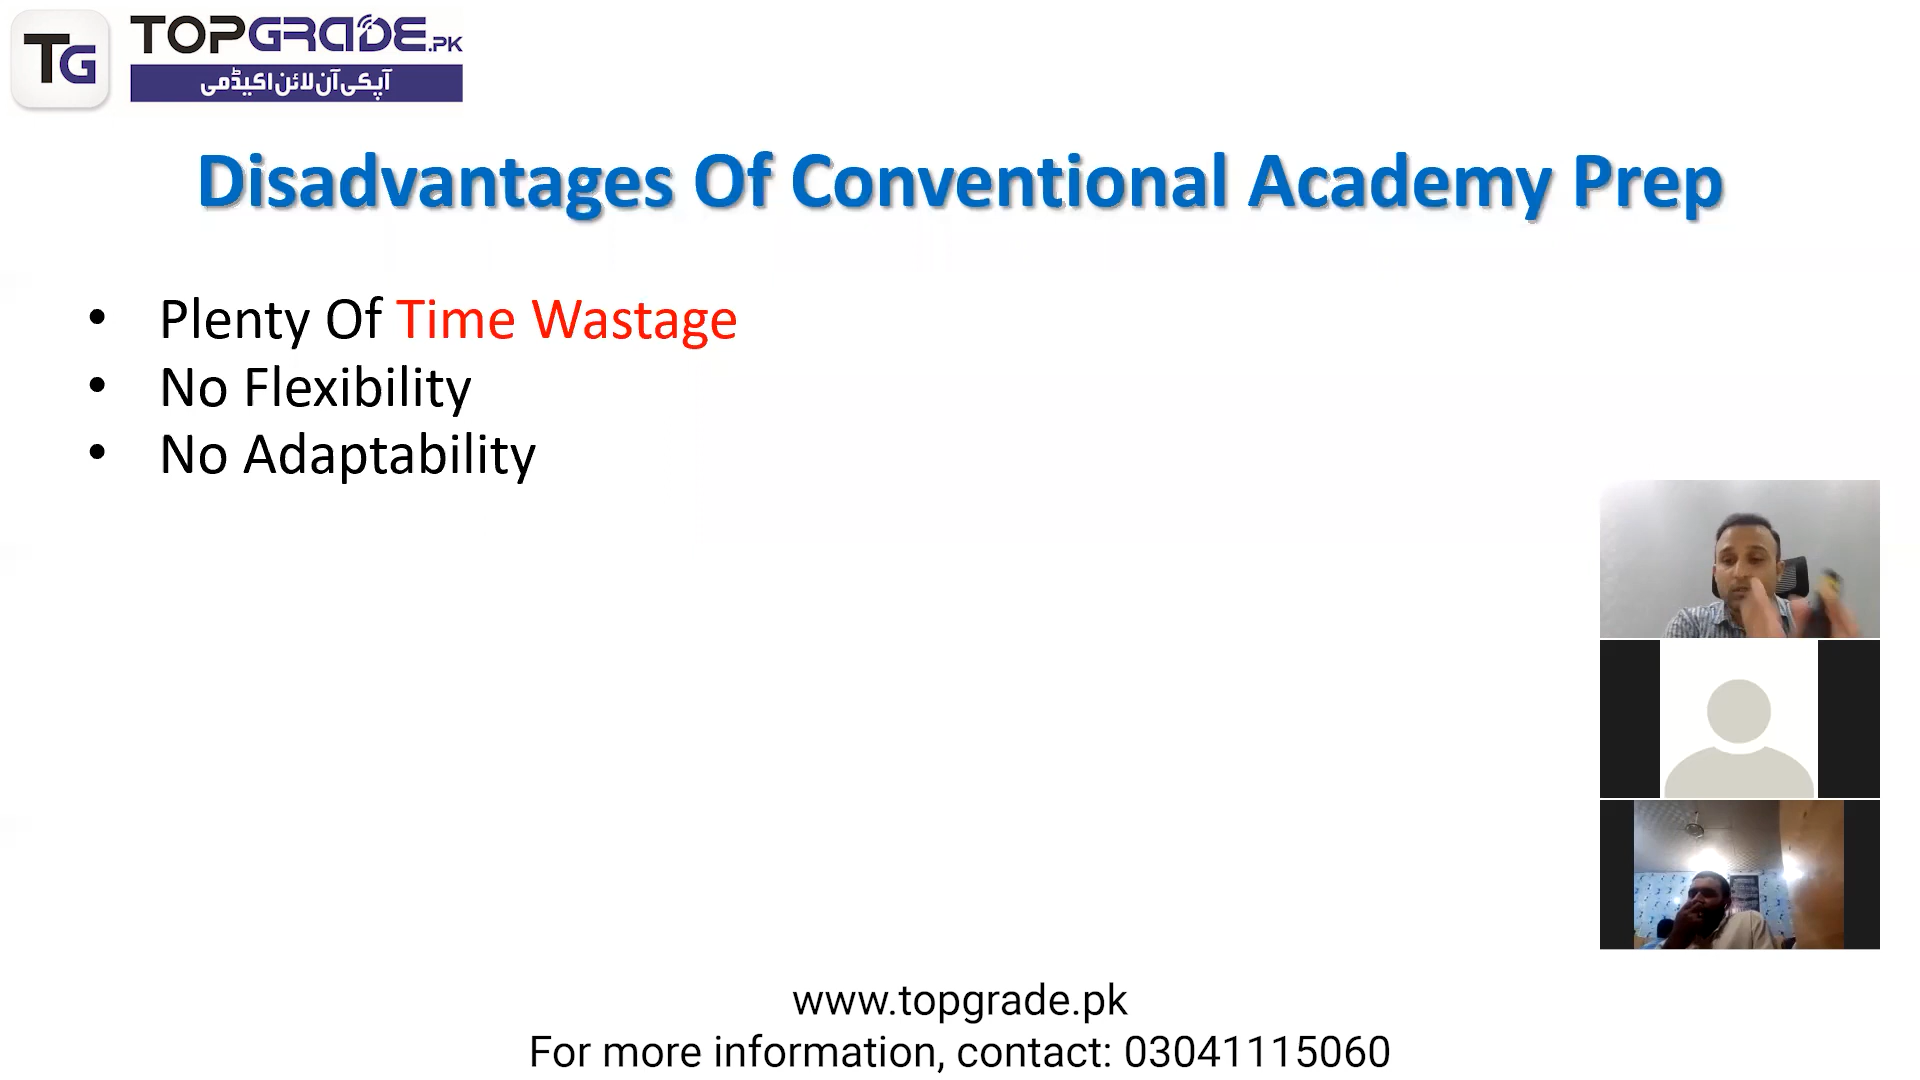 TG
TOPGRADE.PK
آپکی آن لائن اکیڈمی
Disadvantages Of Conventional Academy Prep
• Plenty Of Time Wastage
• No Flexibility
• No Adaptability
www.topgrade.pk
For more information, contact: 03041115060